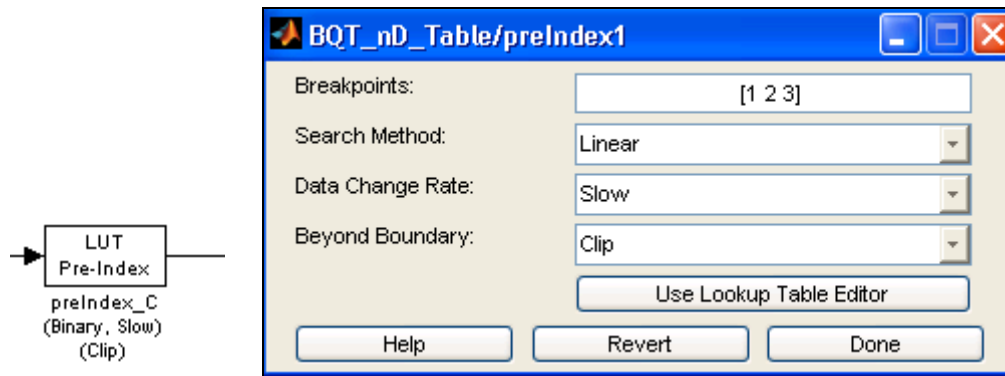 LUT
Pre-Index
preIndex_C
(Binary, Slow)
(Clip)
BQT_nD_Table/preIndex1
Breakpoints:
[1 2 3]
Search Method:
Linear
Data Change Rate:
Slow
Beyond Boundary:
Clip
Use Lookup Table Editor
Help
Revert
Done